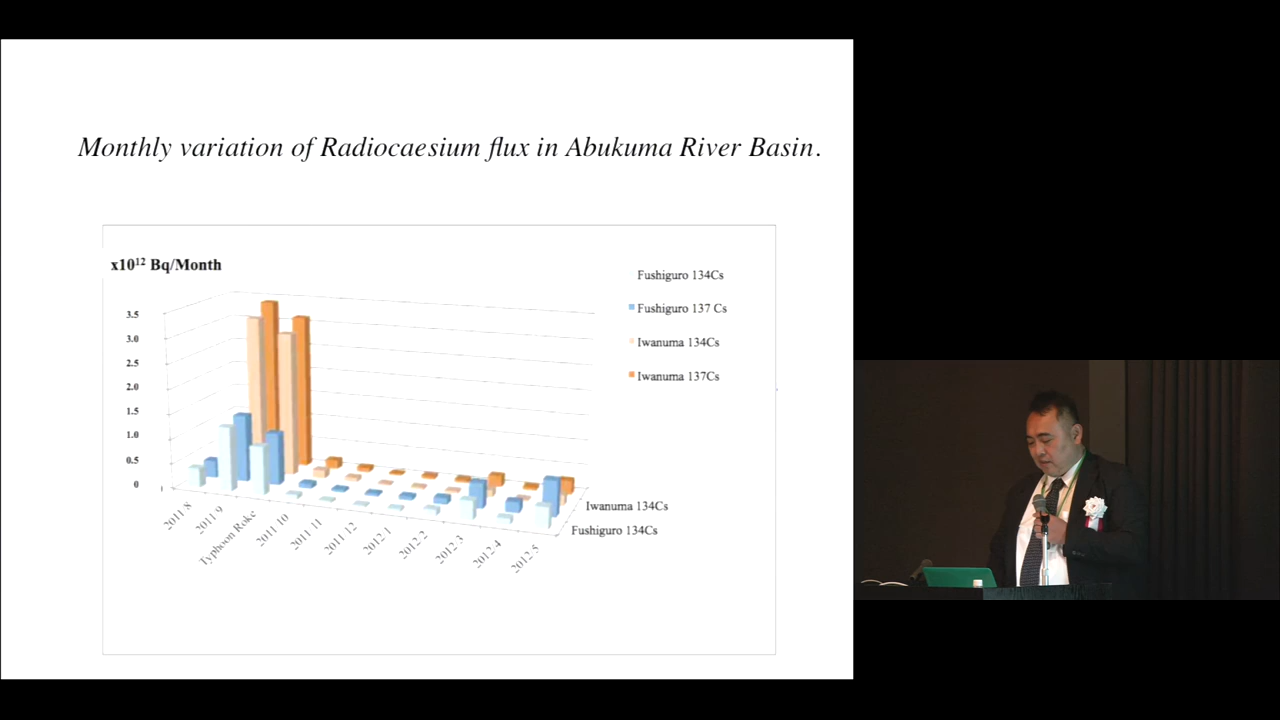 Monthly variation of Radiocaesium flux in Abukuma River Basin.
x10¹² Bq/Month
3.5
3.0
2.5
2.0
1.5
1.0
0.5
0
2011 8
2011 9
Typhoon Roke
2011 10
2011 11
2011 12
2012 1
2012 2
2012 3
2012 4
2012 5
Iwanuma 134Cs
Fushiguro 134Cs
Fushiguro 134Cs
Fushiguro 137 Cs
Iwanuma 134Cs
Iwanuma 137Cs